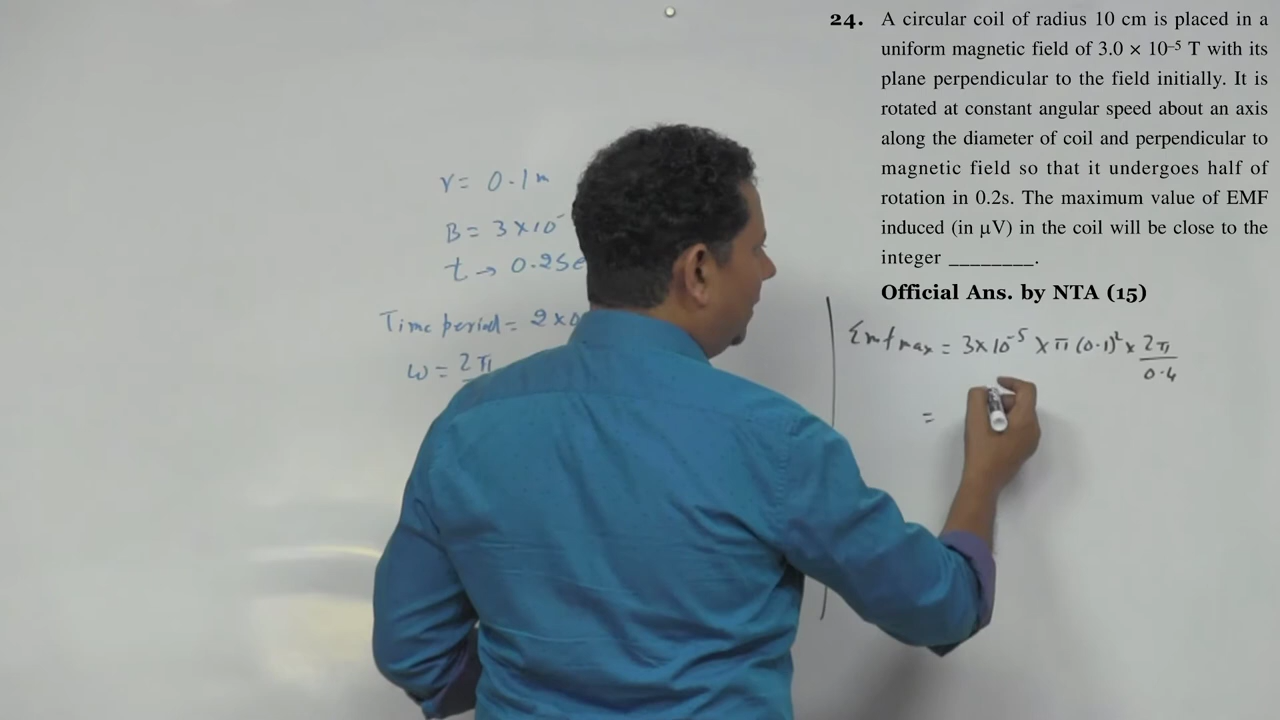 24. A circular coil of radius 10 cm is placed in a
uniform magnetic field of 3.0 × 10⁻⁵ T with its
plane perpendicular to the field initially. It is
rotated at constant angular speed about an axis
along the diameter of coil and perpendicular to
magnetic field so that it undergoes half of
rotation in 0.2s. The maximum value of EMF
induced (in μV) in the coil will be close to the
integer ________.
Official Ans. by NTA (15)
r = 0.1 m
B = 3×10⁻
t → 0.2 Se
Time period = 2×0
ω = 2π
Emf max = 3×10⁻⁵ × π (0.1)² × 2π/0.4
=